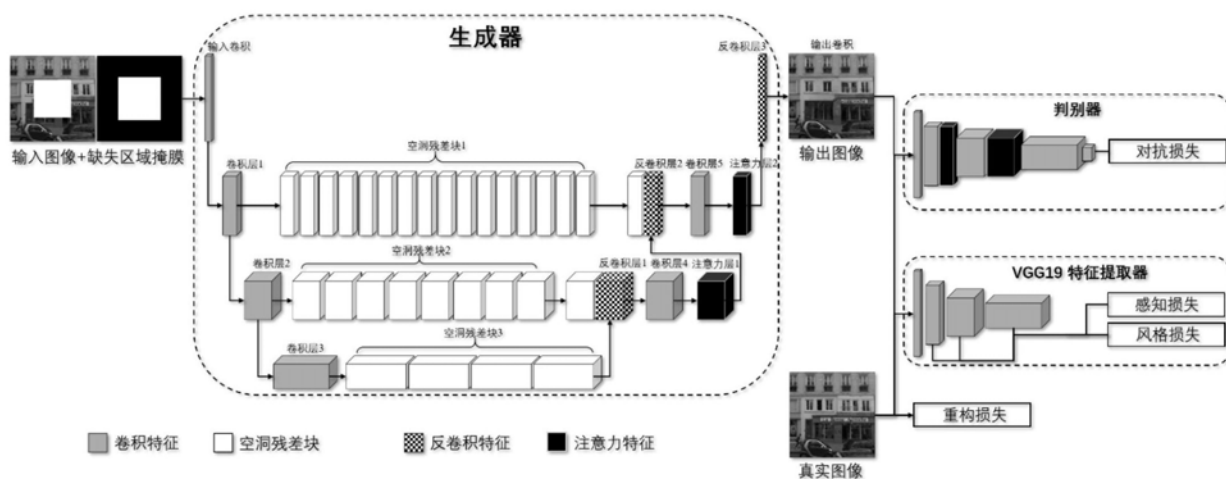 生成器
输入卷积
反卷积层3
输出卷积
输入图像+缺失区域掩膜
卷积层1
空洞残差块1
反卷积层2
卷积层5
注意力层2
卷积层2
空洞残差块2
反卷积层1
卷积层4
注意力层1
卷积层3
空洞残差块3
输出图像
判别器
对抗损失
VGG19 特征提取器
感知损失
风格损失
重构损失
真实图像
卷积特征
空洞残差块
反卷积特征
注意力特征